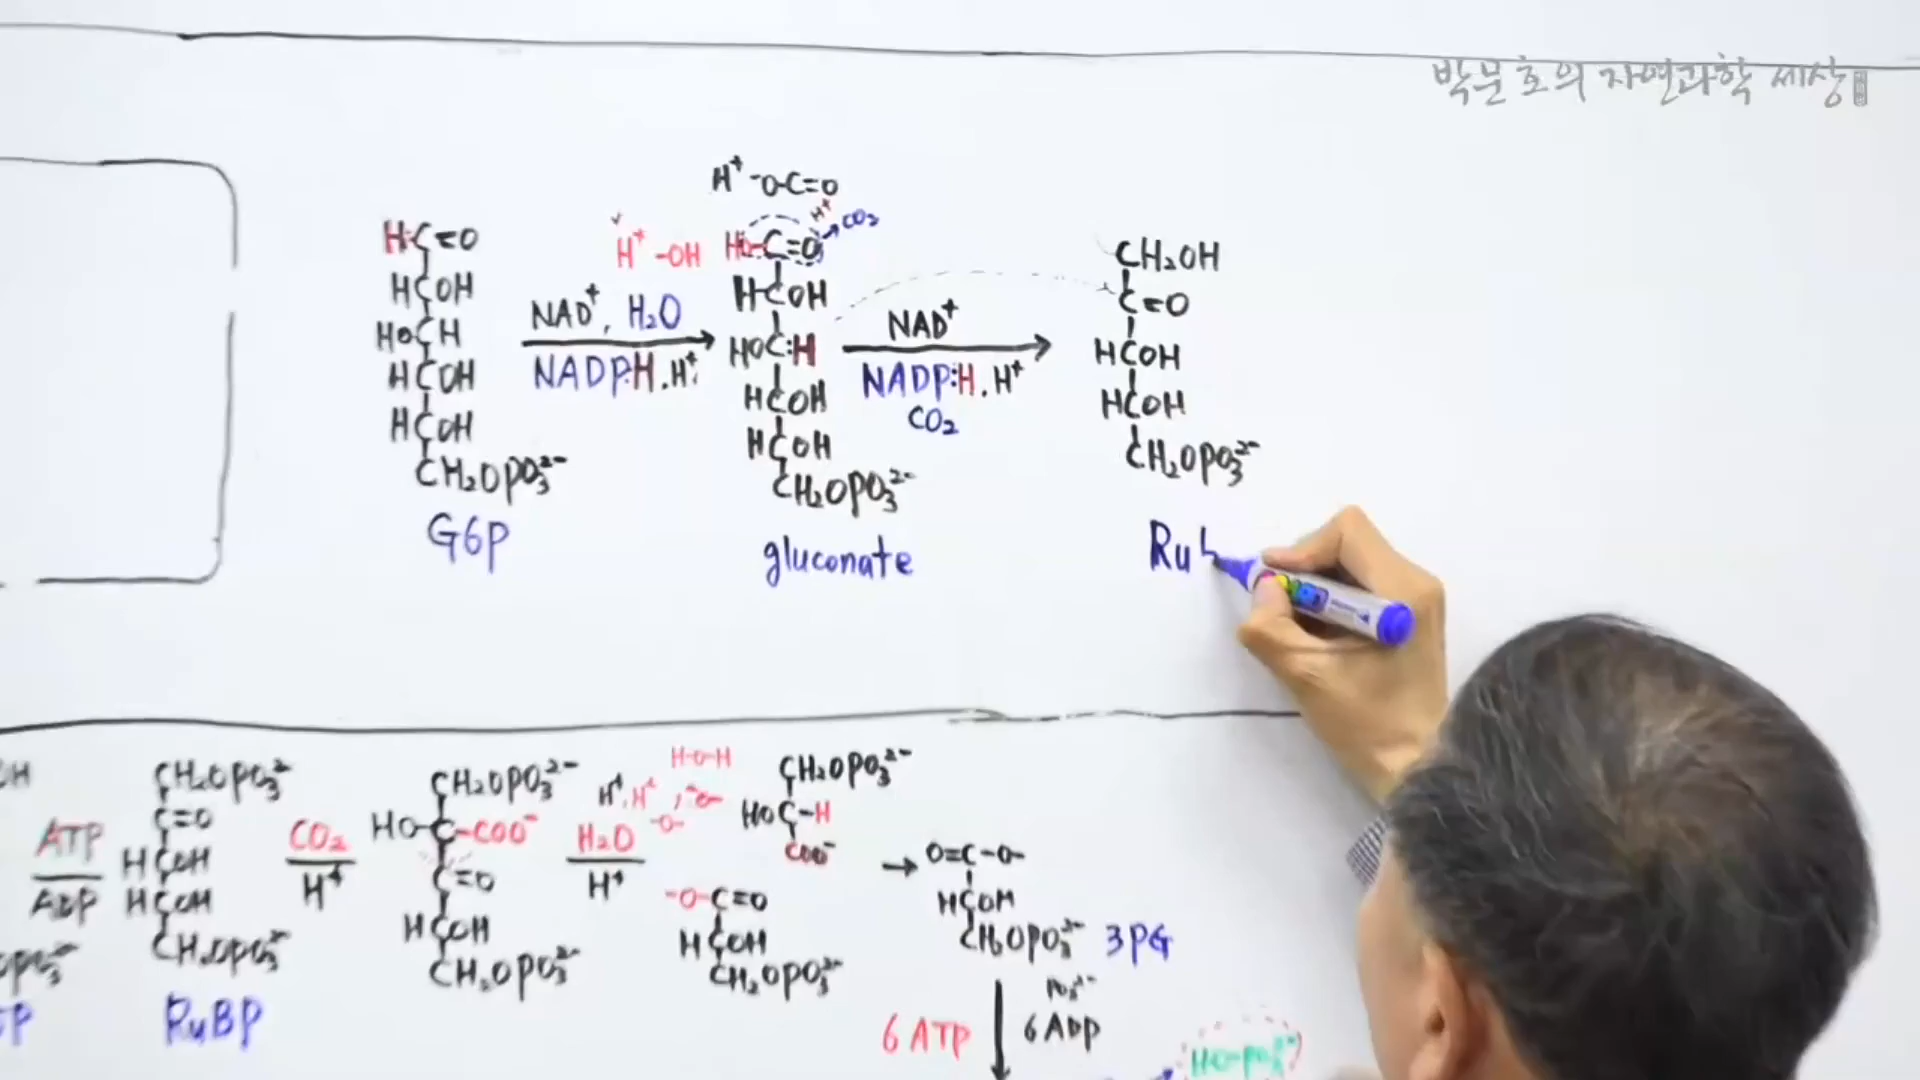 박문호의 자연과학 세상
H⁺ -O-C=O
H⁺
CO₂
H:C=O
HCOH
HOCH
HCOH
HCOH
CH₂OPO₃²⁻
G6P
H⁺ -OH
NAD⁺, H₂O
NADP:H.H⁺
HO-C=O
HCOH
HOC:H
HCOH
HCOH
CH₂OPO₃²⁻
gluconate
NAD⁺
NADP:H.H⁺
CO₂
CH₂OH
C=O
HCOH
HCOH
CH₂OPO₃²⁻
Ru
OH
ATP
ADP
CH₂OPO₃²⁻
C=O
HCOH
HCOH
CH₂OPO₃²⁻
RuBP
CO₂
H⁺
CH₂OPO₃²⁻
HO-C-COO⁻
C=O
HCOH
CH₂OPO₃²⁻
H-O-H
H⁺.H⁺
-O-
H₂O
H⁺
CH₂OPO₃²⁻
HOC-H
COO⁻
-O-C=O
HCOH
CH₂OPO₃²⁻
→ O=C-O-
HCOH
CH₂OPO₃²⁻ 3PG
6 ATP
6 ADP